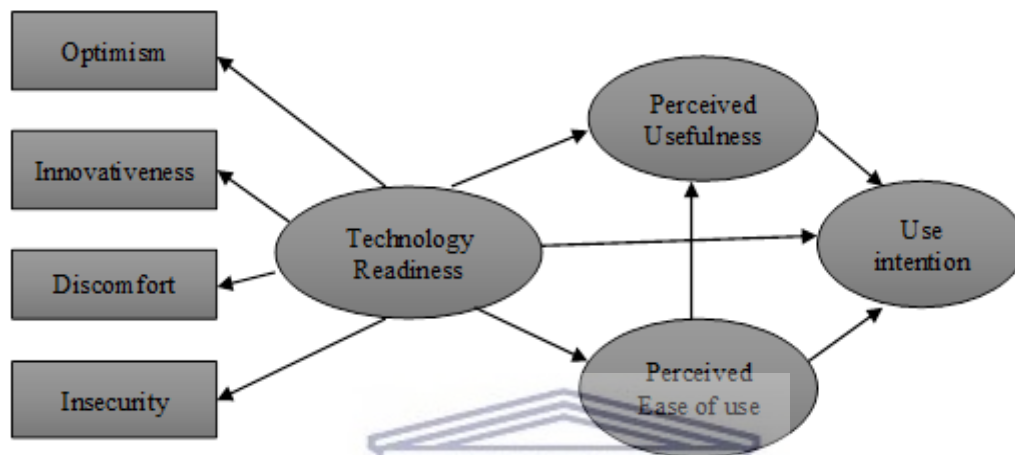 Optimism
Innovativeness
Discomfort
Insecurity
Technology
Readiness
Perceived
Usefulness
Perceived
Ease of use
Use
intention